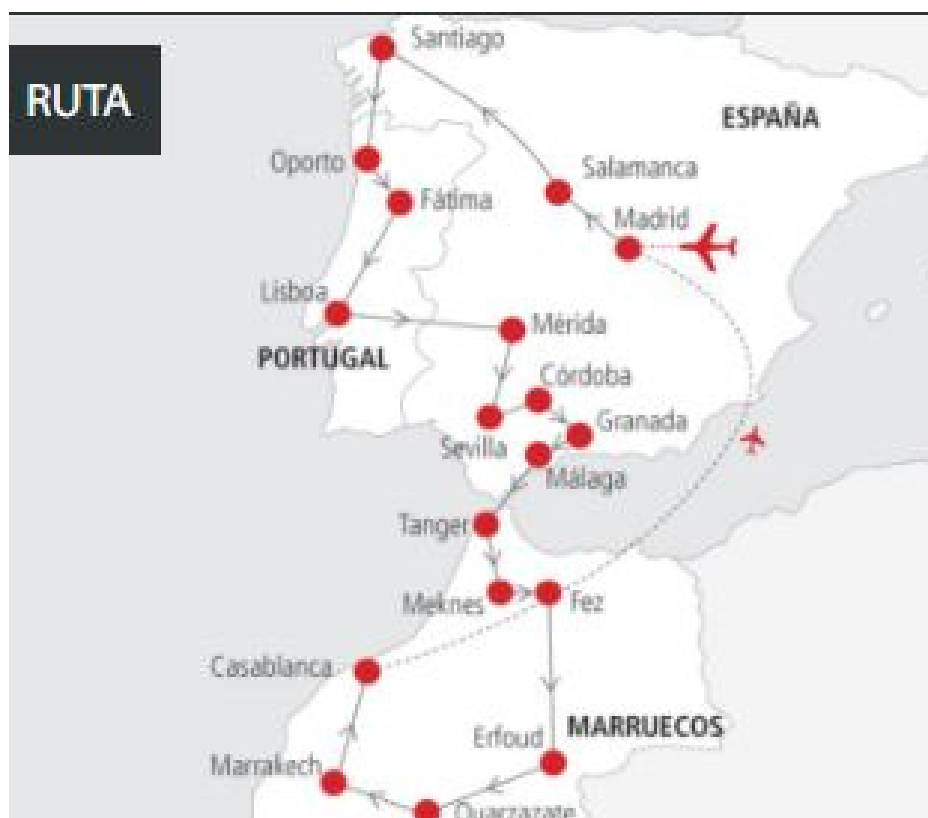 RUTA
Santiago
ESPAÑA
Oporto
Salamanca
Fátima
Madrid
Lisboa
Mérida
PORTUGAL
Córdoba
Granada
Sevilla
Málaga
Tanger
Meknes
Fez
Casablanca
MARRUECOS
Erfoud
Marrakech
Ouarzazate